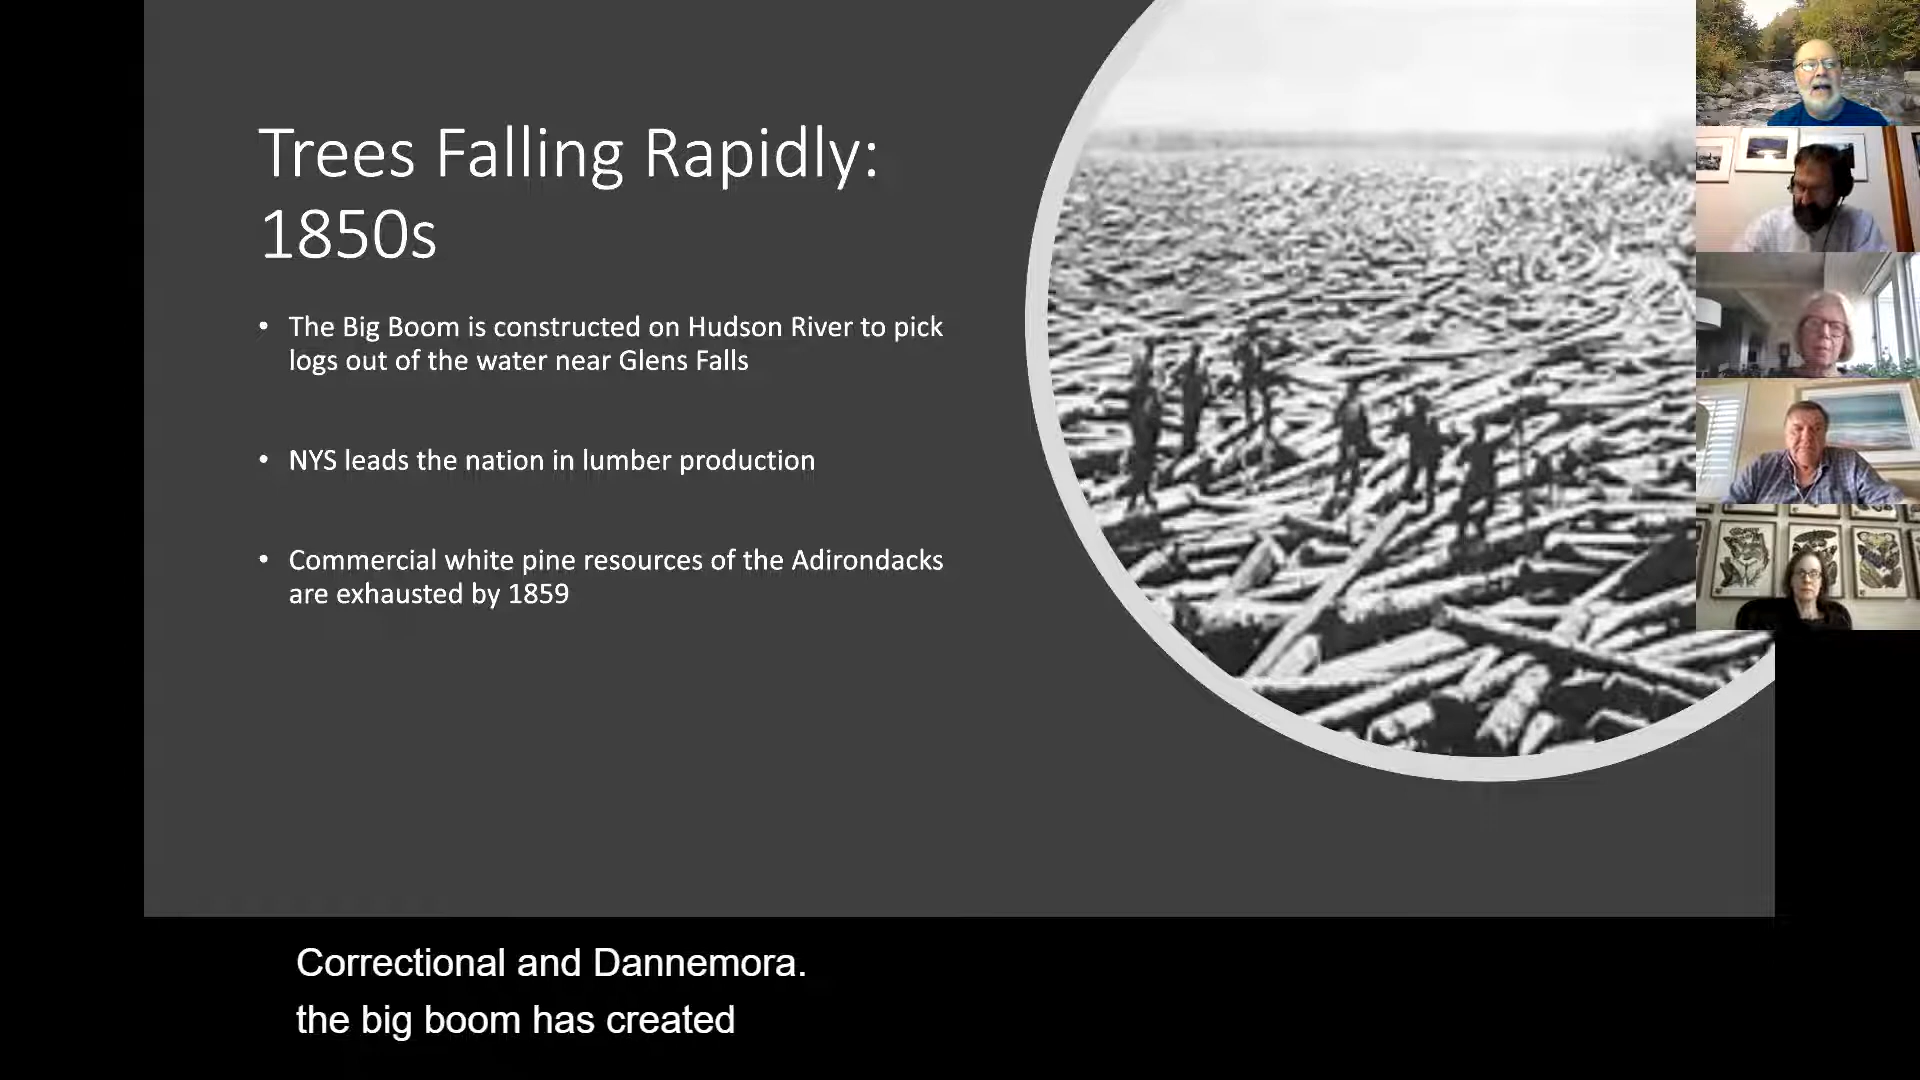 Trees Falling Rapidly:
1850s
• The Big Boom is constructed on Hudson River to pick
logs out of the water near Glens Falls
• NYS leads the nation in lumber production
• Commercial white pine resources of the Adirondacks
are exhausted by 1859
Correctional and Dannemora.
the big boom has created